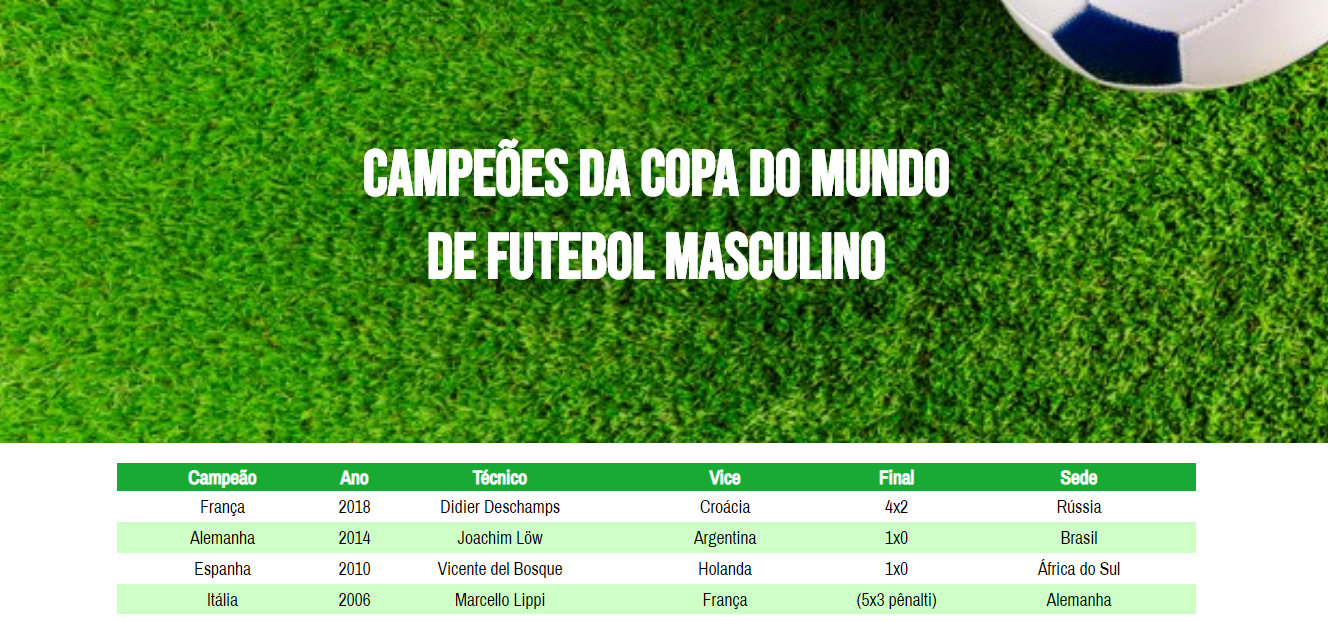 CAMPEÕES DA COPA DO MUNDO
DE FUTEBOL MASCULINO
Campeão Ano Técnico Vice Final Sede
França 2018 Didier Deschamps Croácia 4x2 Rússia
Alemanha 2014 Joachim Löw Argentina 1x0 Brasil
Espanha 2010 Vicente del Bosque Holanda 1x0 África do Sul
Itália 2006 Marcello Lippi França (5x3 pênalti) Alemanha